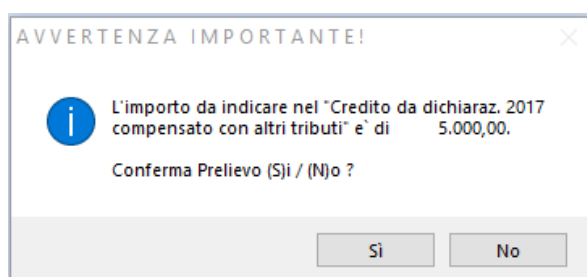 AVVERTENZA IMPORTANTE!
L'importo da indicare nel "Credito da dichiaraz. 2017
compensato con altri tributi" e` di 5.000,00.
Conferma Prelievo (S)i / (N)o ?
Sì No